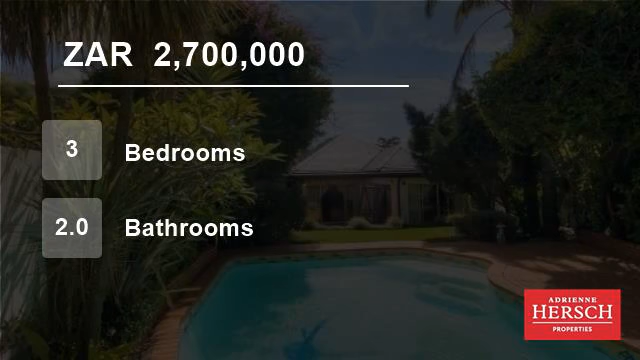 ZAR 2,700,000
3
Bedrooms
2.0
Bathrooms
ADRIENNE
HERSCH
PROPERTIES